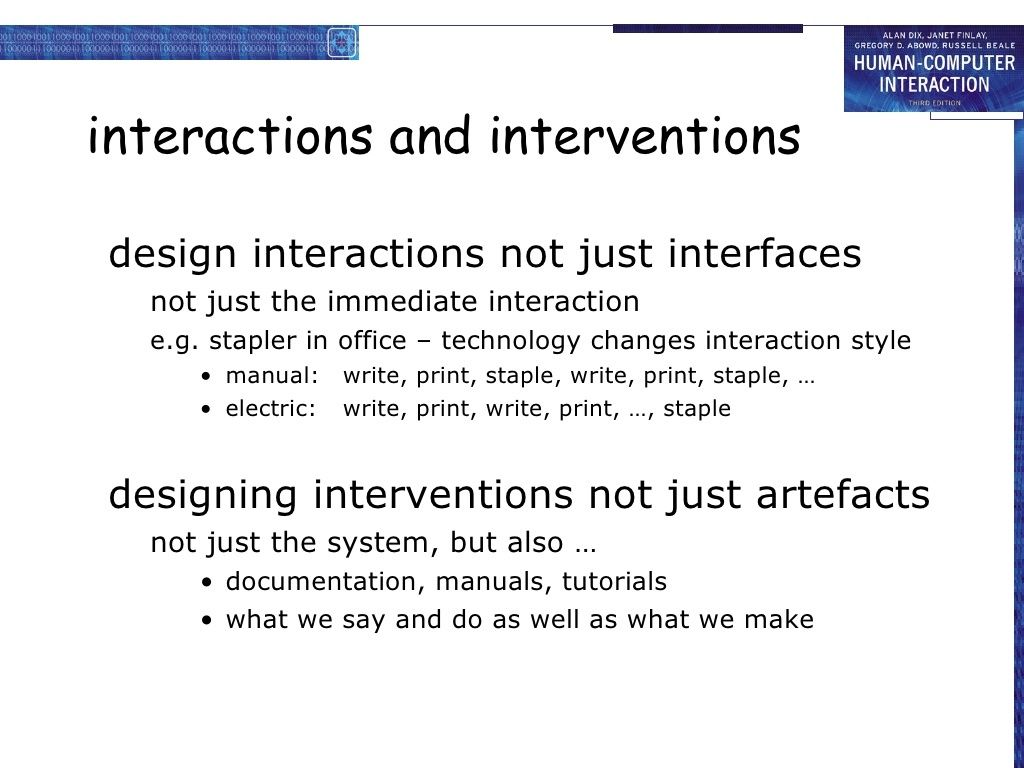 ALAN DIX, JANET FINLAY,
GREGORY D. ABOWD, RUSSELL BEALE
HUMAN-COMPUTER
INTERACTION
THIRD EDITION
interactions and interventions
design interactions not just interfaces
not just the immediate interaction
e.g. stapler in office – technology changes interaction style
• manual: write, print, staple, write, print, staple, …
• electric: write, print, write, print, …, staple
designing interventions not just artefacts
not just the system, but also …
• documentation, manuals, tutorials
• what we say and do as well as what we make